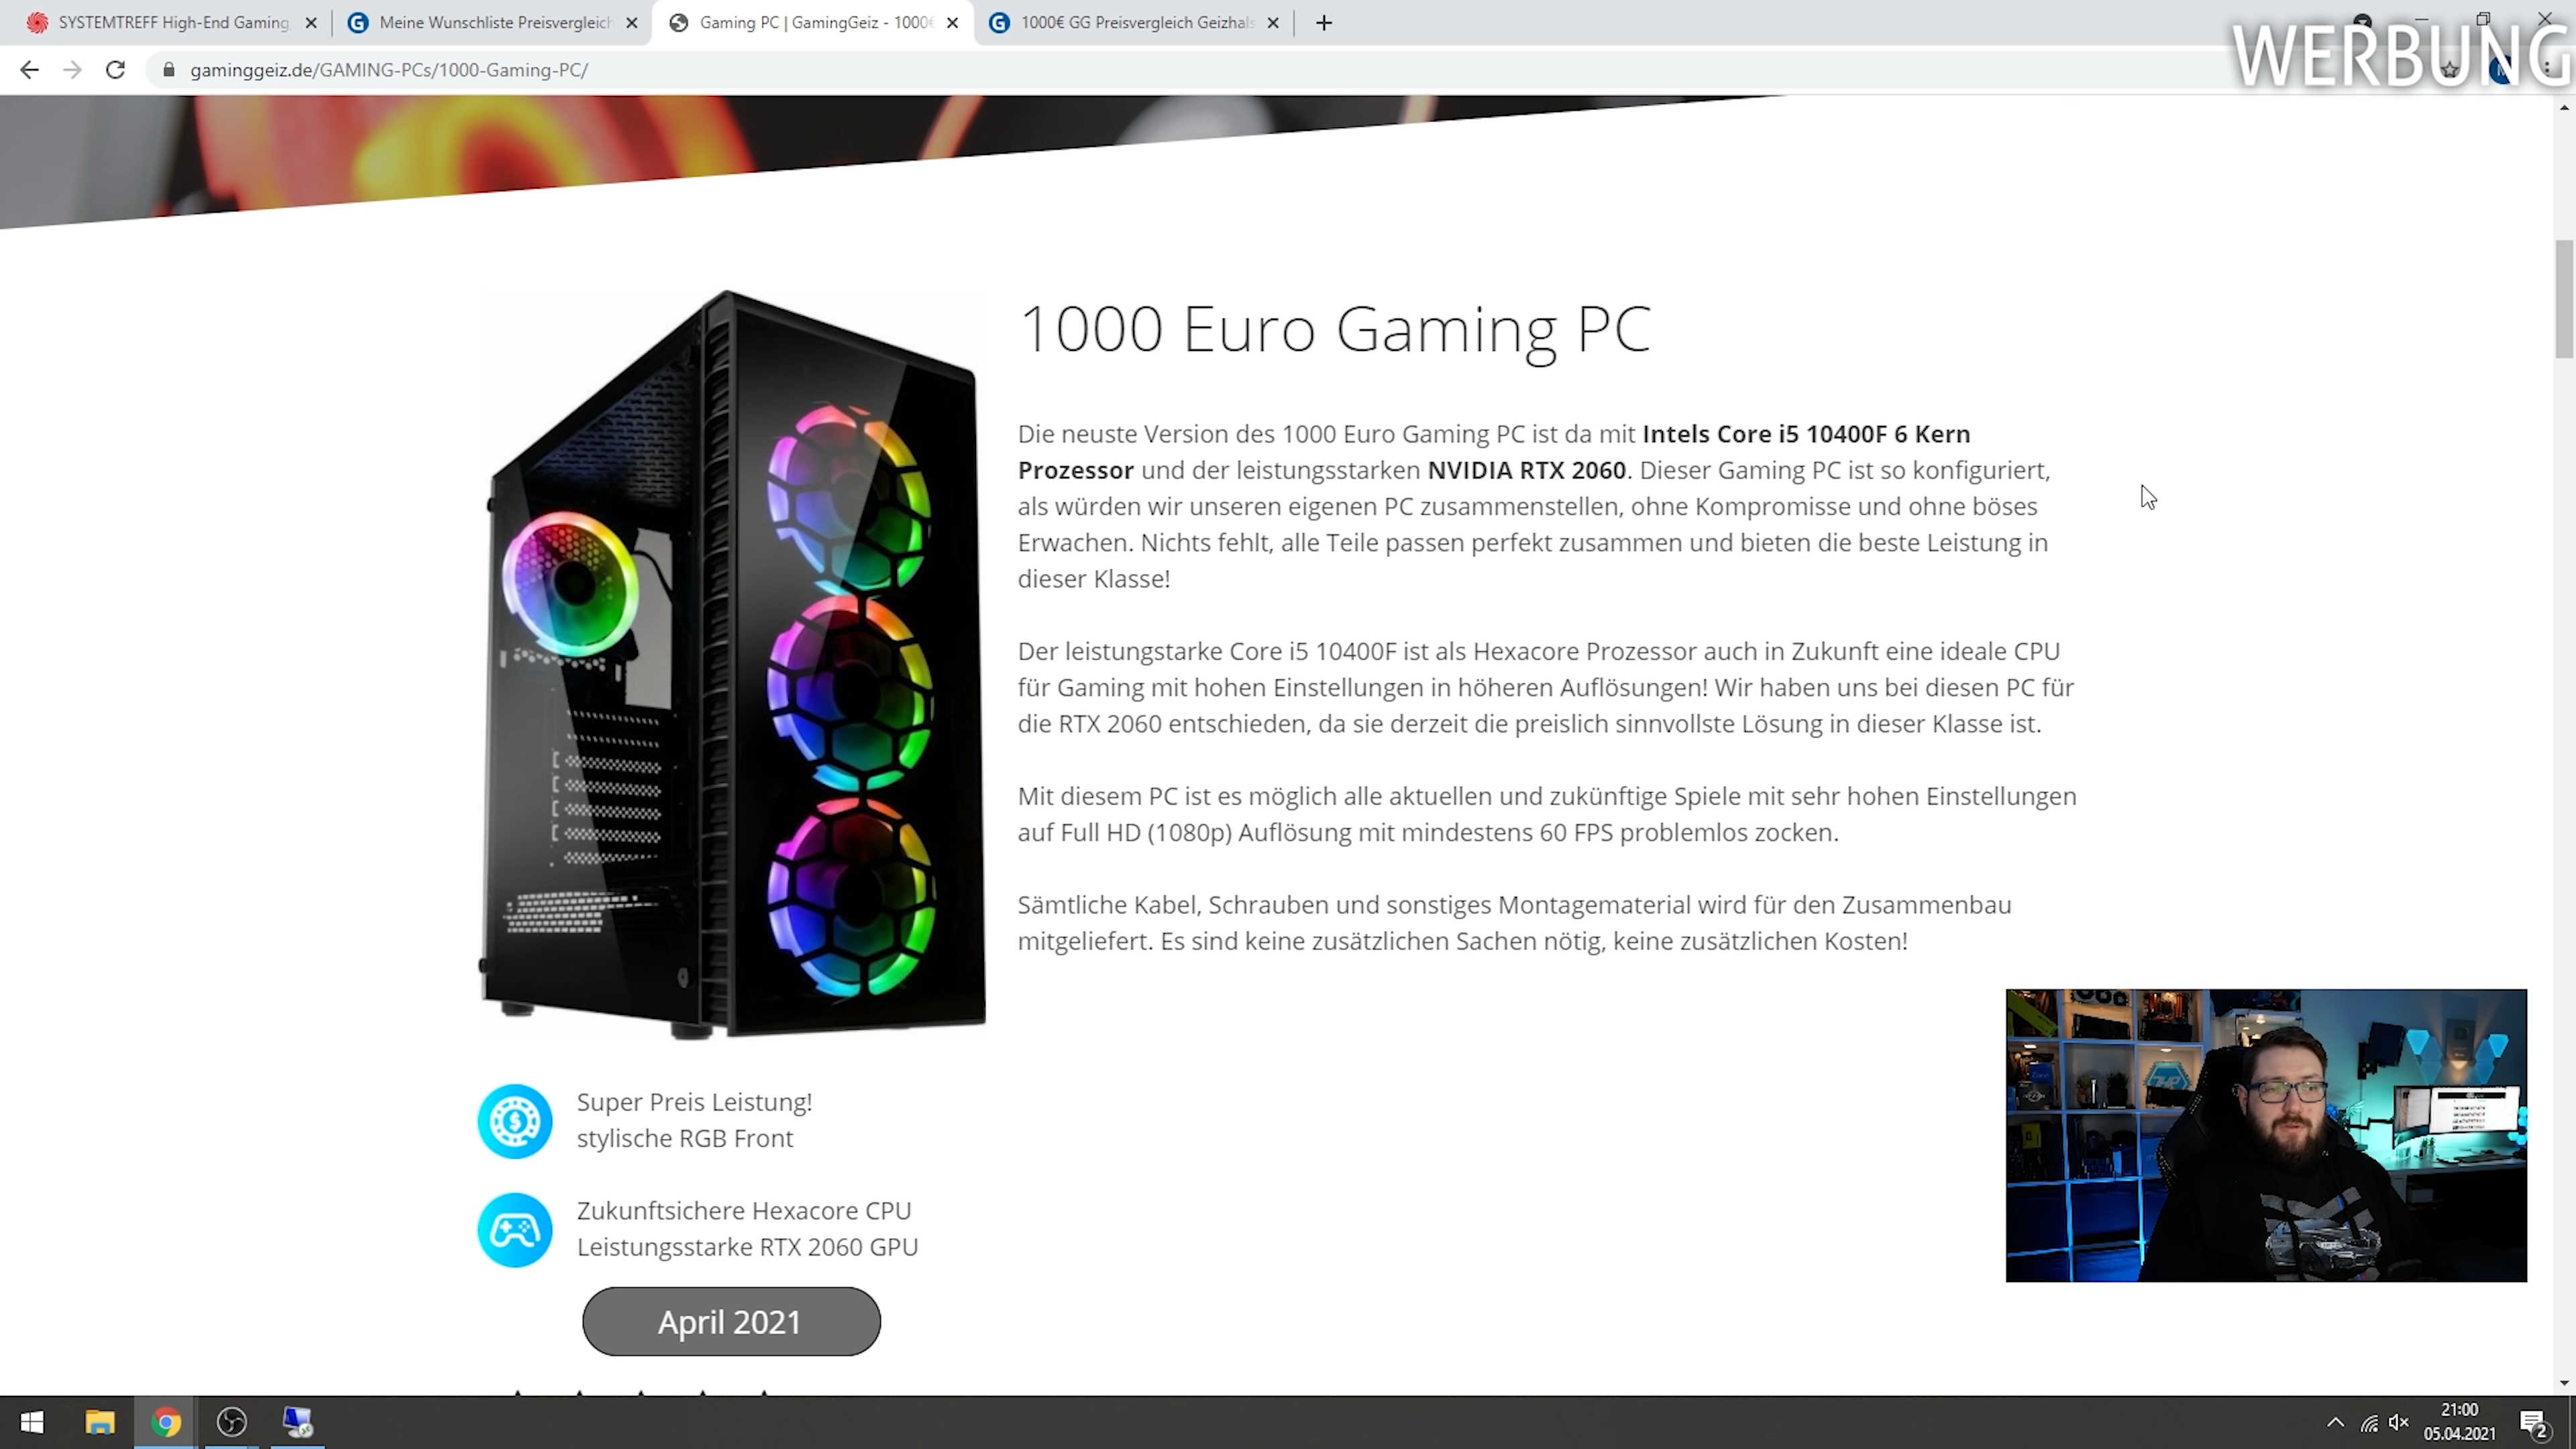 SYSTEMTREFF High-End Gaming,
Meine Wunschliste Preisvergleich
Gaming PC | GamingGeiz - 1000€
1000€ GG Preisvergleich Geizhals
WERBUNG
gaminggeiz.de/GAMING-PCs/1000-Gaming-PC/
1000 Euro Gaming PC
Die neuste Version des 1000 Euro Gaming PC ist da mit Intels Core i5 10400F 6 Kern
Prozessor und der leistungsstarken NVIDIA RTX 2060. Dieser Gaming PC ist so konfiguriert,
als würden wir unseren eigenen PC zusammenstellen, ohne Kompromisse und ohne böses
Erwachen. Nichts fehlt, alle Teile passen perfekt zusammen und bieten die beste Leistung in
dieser Klasse!
Der leistungstarke Core i5 10400F ist als Hexacore Prozessor auch in Zukunft eine ideale CPU
für Gaming mit hohen Einstellungen in höheren Auflösungen! Wir haben uns bei diesen PC für
die RTX 2060 entschieden, da sie derzeit die preislich sinnvollste Lösung in dieser Klasse ist.
Mit diesem PC ist es möglich alle aktuellen und zukünftige Spiele mit sehr hohen Einstellungen
auf Full HD (1080p) Auflösung mit mindestens 60 FPS problemlos zocken.
Sämtliche Kabel, Schrauben und sonstiges Montagematerial wird für den Zusammenbau
mitgeliefert. Es sind keine zusätzlichen Sachen nötig, keine zusätzlichen Kosten!
Super Preis Leistung!
stylische RGB Front
Zukunftsichere Hexacore CPU
Leistungsstarke RTX 2060 GPU
April 2021
21:00
05.04.2021
2